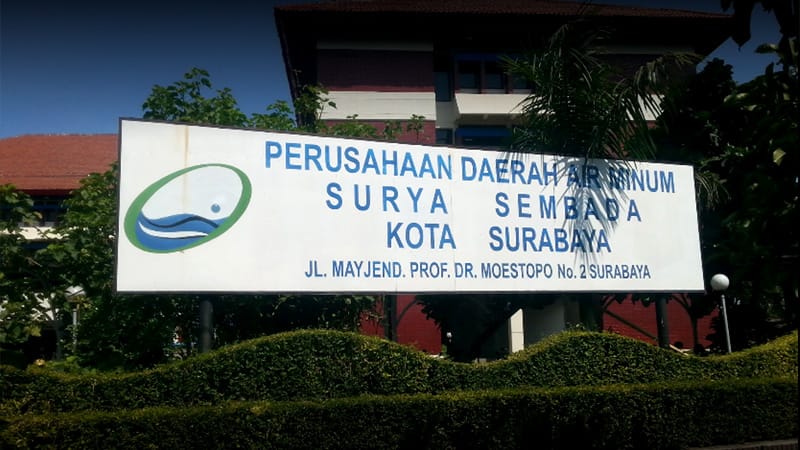 PERUSAHAAN DAERAH AIR MINUM
SURYA SEMBADA
KOTA SURABAYA
JL. MAYJEND. PROF. DR. MOESTOPO No. 2 SURABAYA